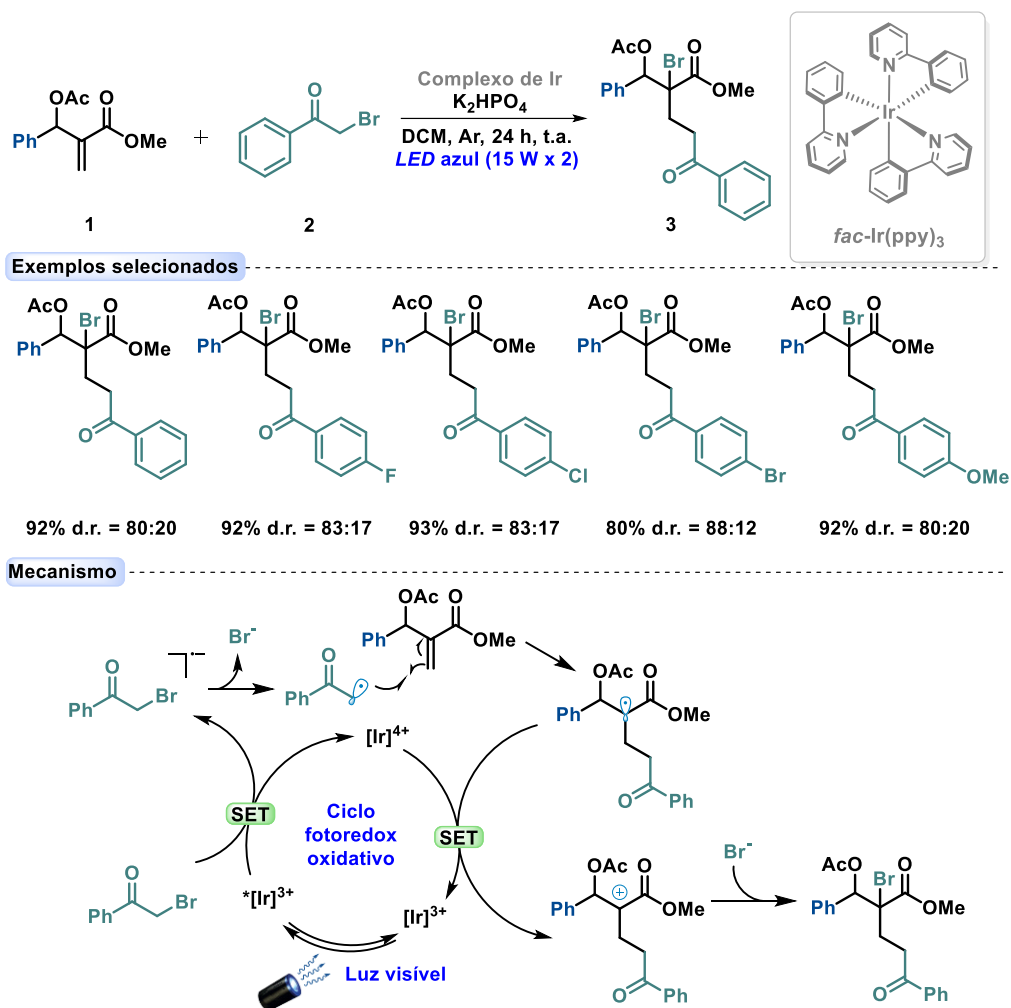 OAc
O
Ph
OMe
1
+
O
Br
2
Complexo de Ir
K2HPO4
DCM, Ar, 24 h, t.a.
LED azul (15 W x 2)
AcO
Br
O
Ph
OMe
O
3
N
Ir
N
N
fac-Ir(ppy)3
Exemplos selecionados
AcO
Br
O
Ph
OMe
O
92% d.r. = 80:20
AcO
Br
O
Ph
OMe
O
F
92% d.r. = 83:17
AcO
Br
O
Ph
OMe
O
Cl
93% d.r. = 83:17
AcO
Br
O
Ph
OMe
O
Br
80% d.r. = 88:12
AcO
Br
O
Ph
OMe
O
OMe
92% d.r. = 80:20
Mecanismo
O
Br
Ph
•−
Br-
O
Ph
OAc
O
Ph
OMe
OAc
O
Ph
OMe
O
Ph
[Ir]4+
SET
Ciclo
fotoredox
oxidativo
SET
O
Br
Ph
*[Ir]3+
[Ir]3+
Luz visível
OAc
O
Ph
+
OMe
O
Ph
Br-
AcO
Br
O
Ph
OMe
O
Ph